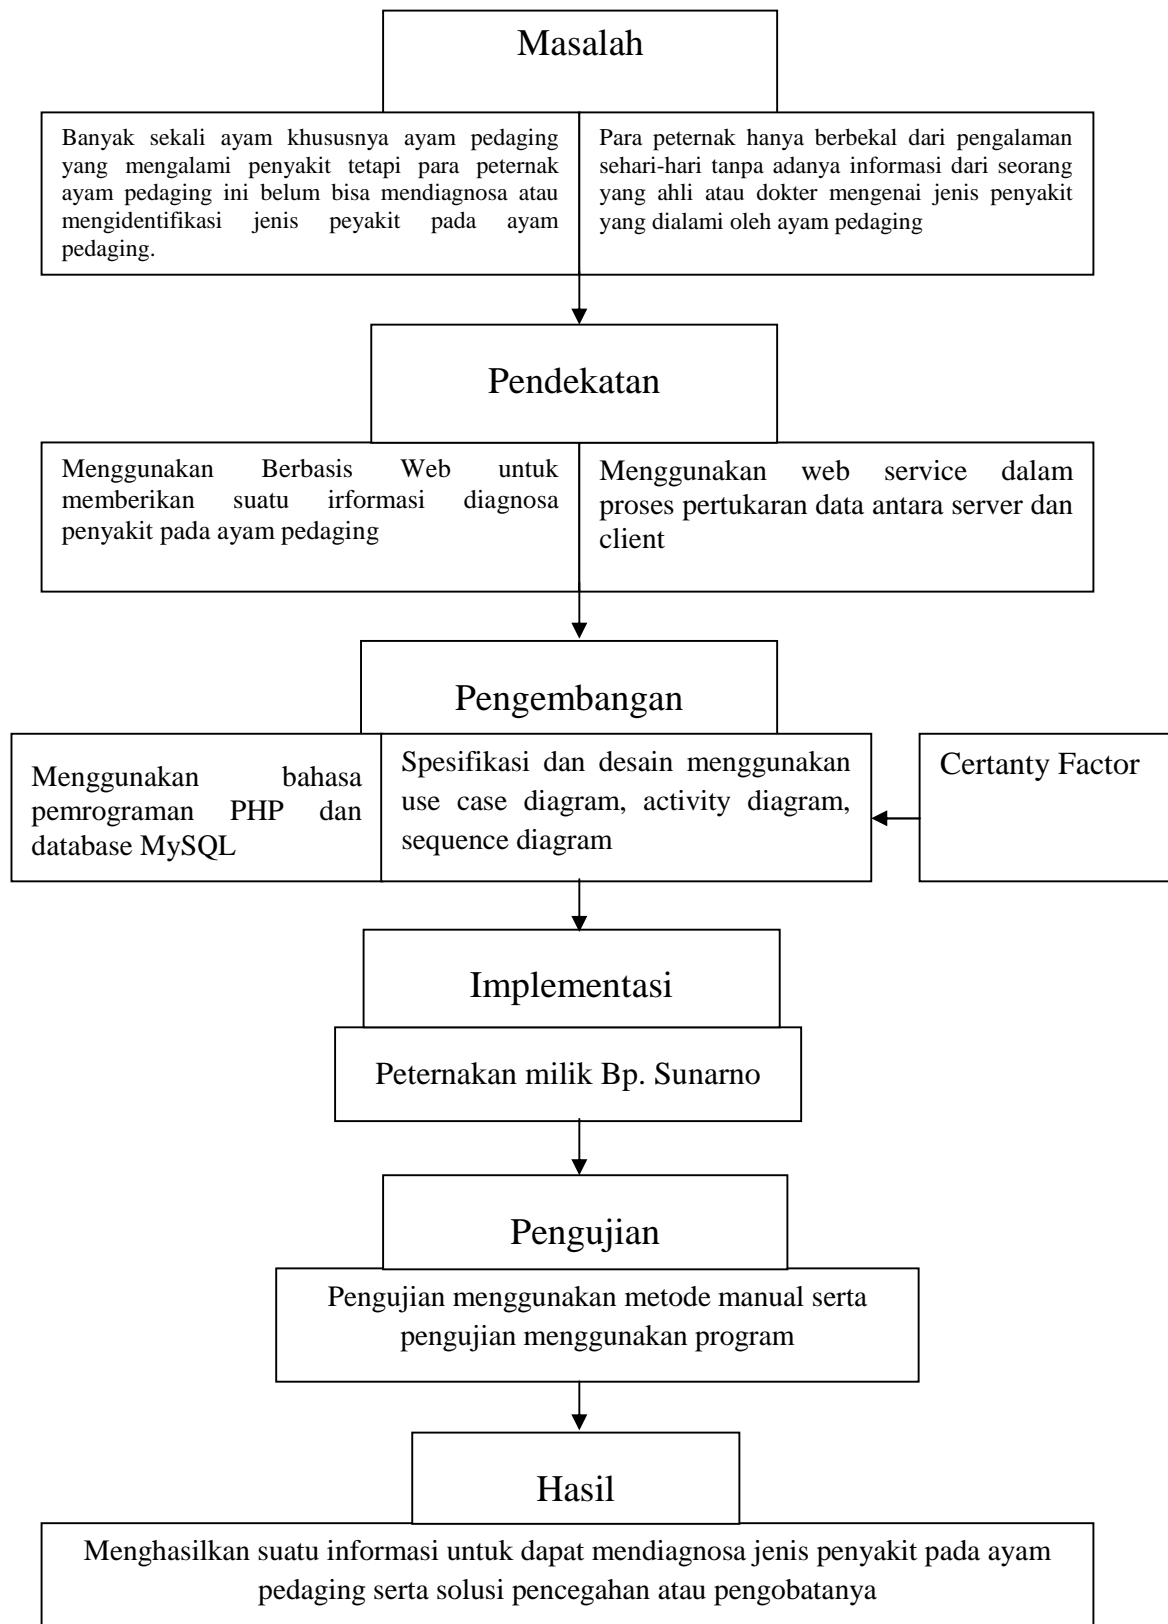 Masalah
Banyak sekali ayam khususnya ayam pedaging
yang mengalami penyakit tetapi para peternak
ayam pedaging ini belum bisa mendiagnosa atau
mengidentifikasi jenis peyakit pada ayam
pedaging.
Para peternak hanya berbekal dari pengalaman
sehari-hari tanpa adanya informasi dari seorang
yang ahli atau dokter mengenai jenis penyakit
yang dialami oleh ayam pedaging
Pendekatan
Menggunakan Berbasis Web untuk
memberikan suatu irformasi diagnosa
penyakit pada ayam pedaging
Menggunakan web service dalam
proses pertukaran data antara server dan
client
Pengembangan
Menggunakan bahasa
pemrograman PHP dan
database MySQL
Spesifikasi dan desain menggunakan
use case diagram, activity diagram,
sequence diagram
Certanty Factor
Implementasi
Peternakan milik Bp. Sunarno
Pengujian
Pengujian menggunakan metode manual serta
pengujian menggunakan program
Hasil
Menghasilkan suatu informasi untuk dapat mendiagnosa jenis penyakit pada ayam
pedaging serta solusi pencegahan atau pengobatanya